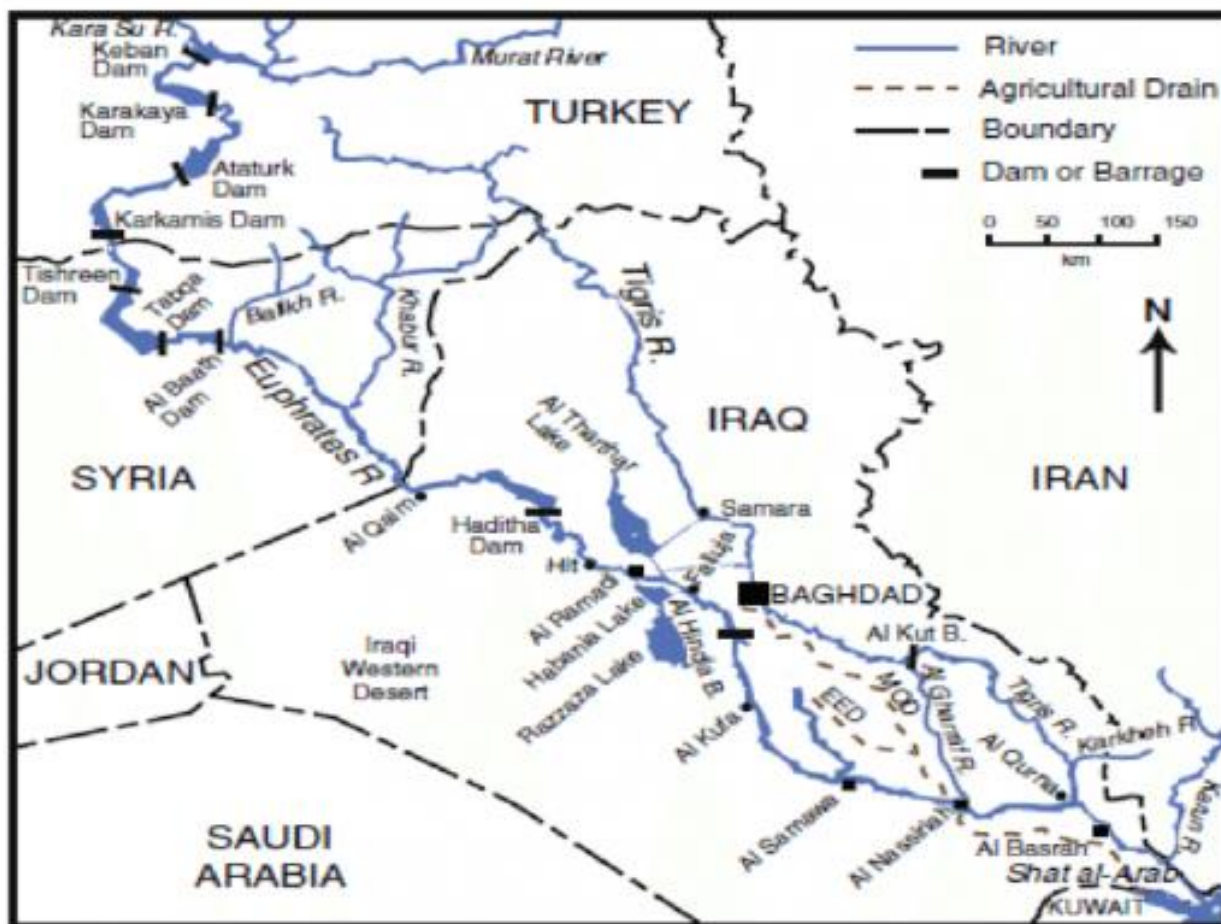 Kara Su R.
Keban
Dam
Murat River
River
Agricultural Drain
Boundary
Dam or Barrage
0 50 100 150
km
N
TURKEY
Karakaya
Dam
Ataturk
Dam
Karkamis Dam
Tishreen
Dam
Tabqa
Dam
Balikh R.
Khabur R.
Al Baath
Dam
Euphrates R
Tigris R.
SYRIA
IRAQ
IRAN
Al Tharthar
Lake
Al Qaim
Haditha
Dam
Samara
Hit
Falluja
Al Ramadi
BAGHDAD
Habania Lake
Razzaza Lake
Al Hindia B.
Al Kut B.
JORDAN
Iraqi
Western
Desert
Al Kufa
EED
MOD
Al Gharraf R.
Tigris R.
Al Qurna
Karkheh R
Karun R.
Al Samawa
Al Nassiriah
Al Basrah
Shat al-Arab
SAUDI
ARABIA
KUWAIT